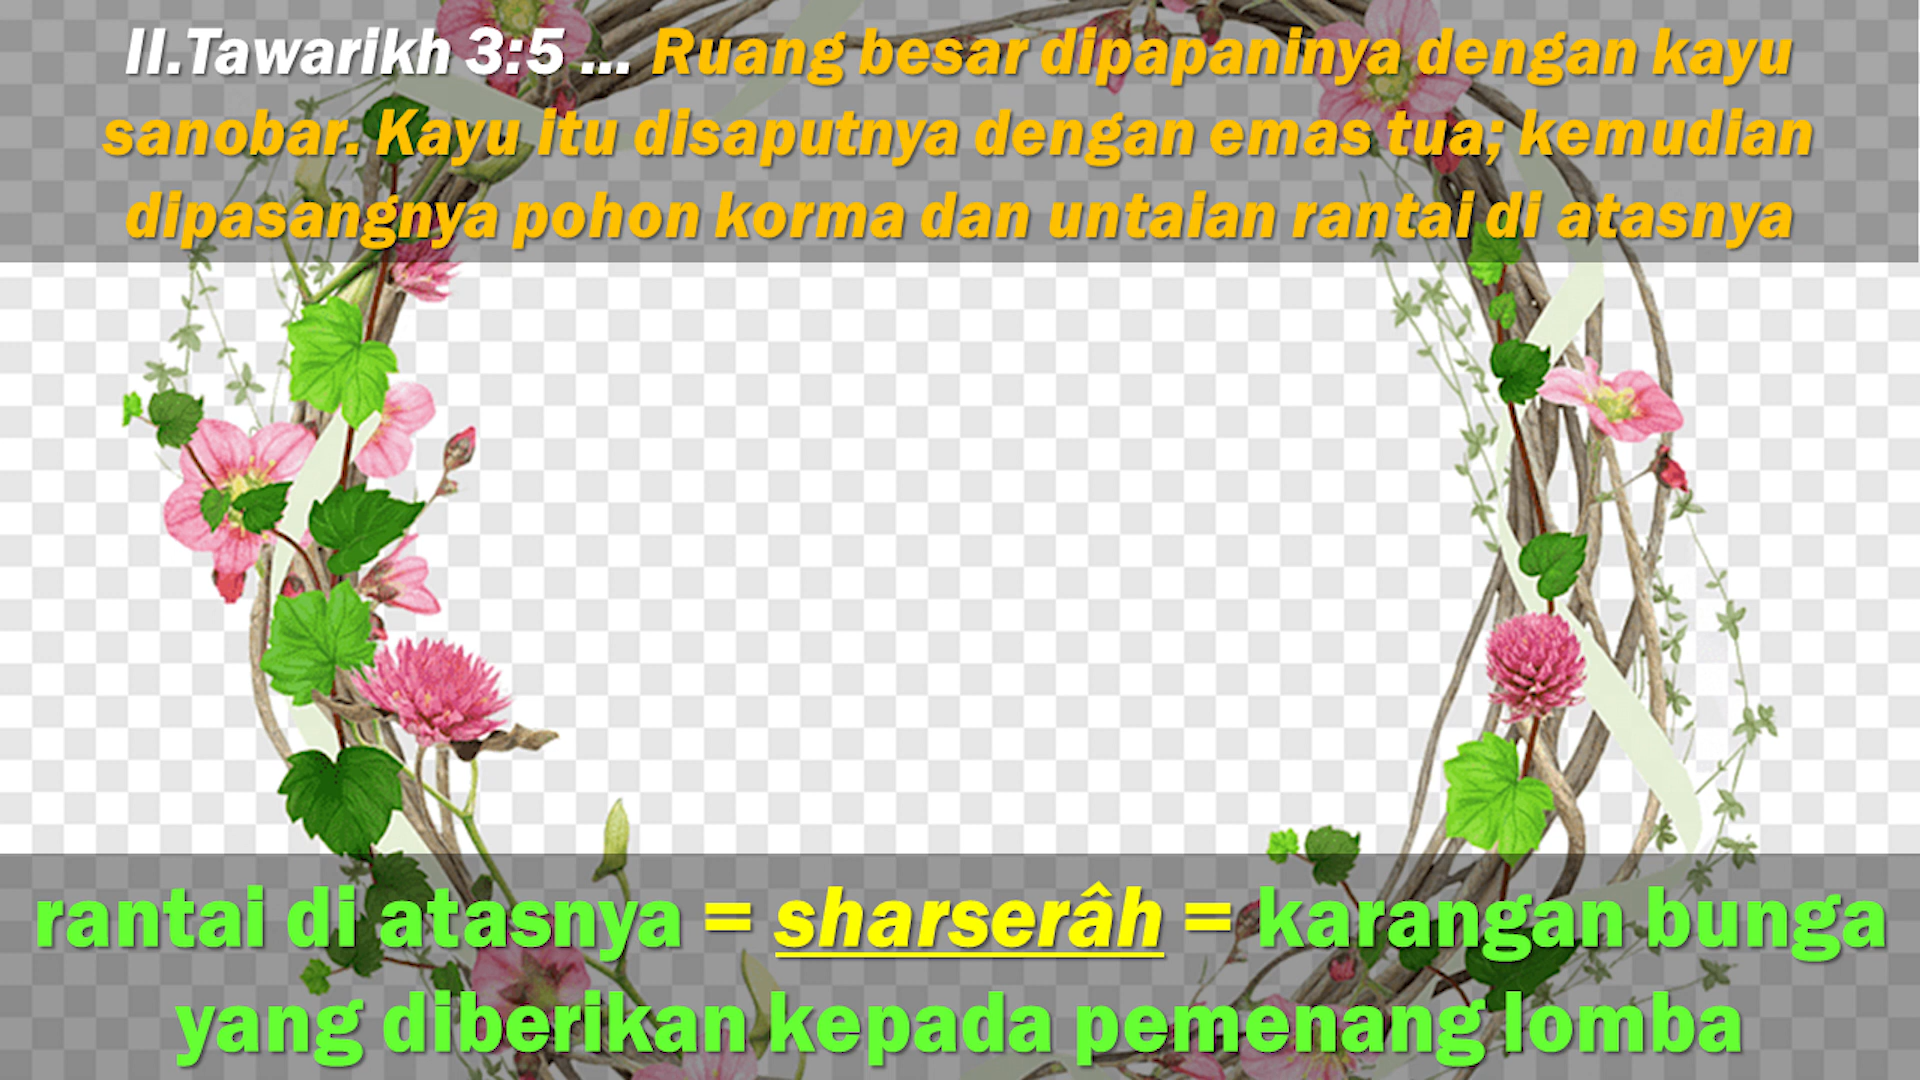 II.Tawarikh 3:5 ... Ruang besar dipapaninya dengan kayu
sanobar. Kayu itu disaputnya dengan emas tua; kemudian
dipasangnya pohon korma dan untaian rantai di atasnya
rantai di atasnya = sharserâh = karangan bunga
yang diberikan kepada pemenang lomba